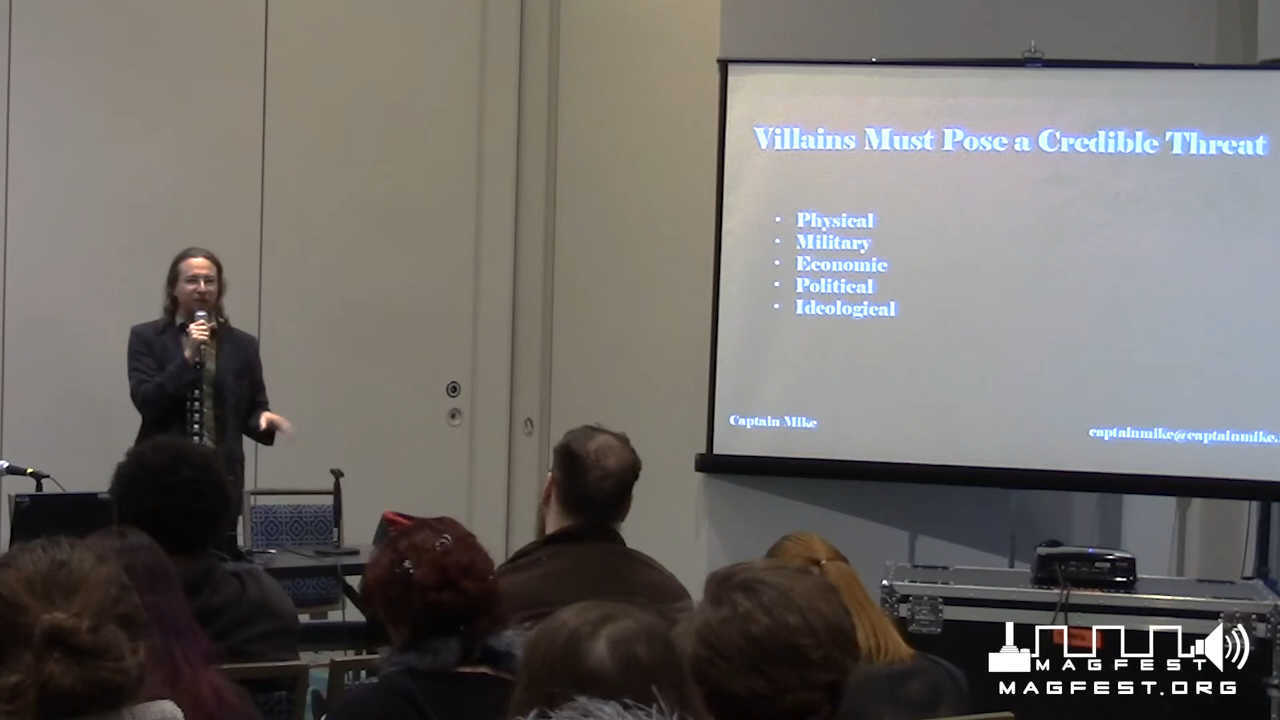 Villains Must Pose a Credible Threat
• Physical
• Military
• Economic
• Political
• Ideological
Captain Mike
captainmike@captainmike.
MAGFEST
MAGFEST.ORG